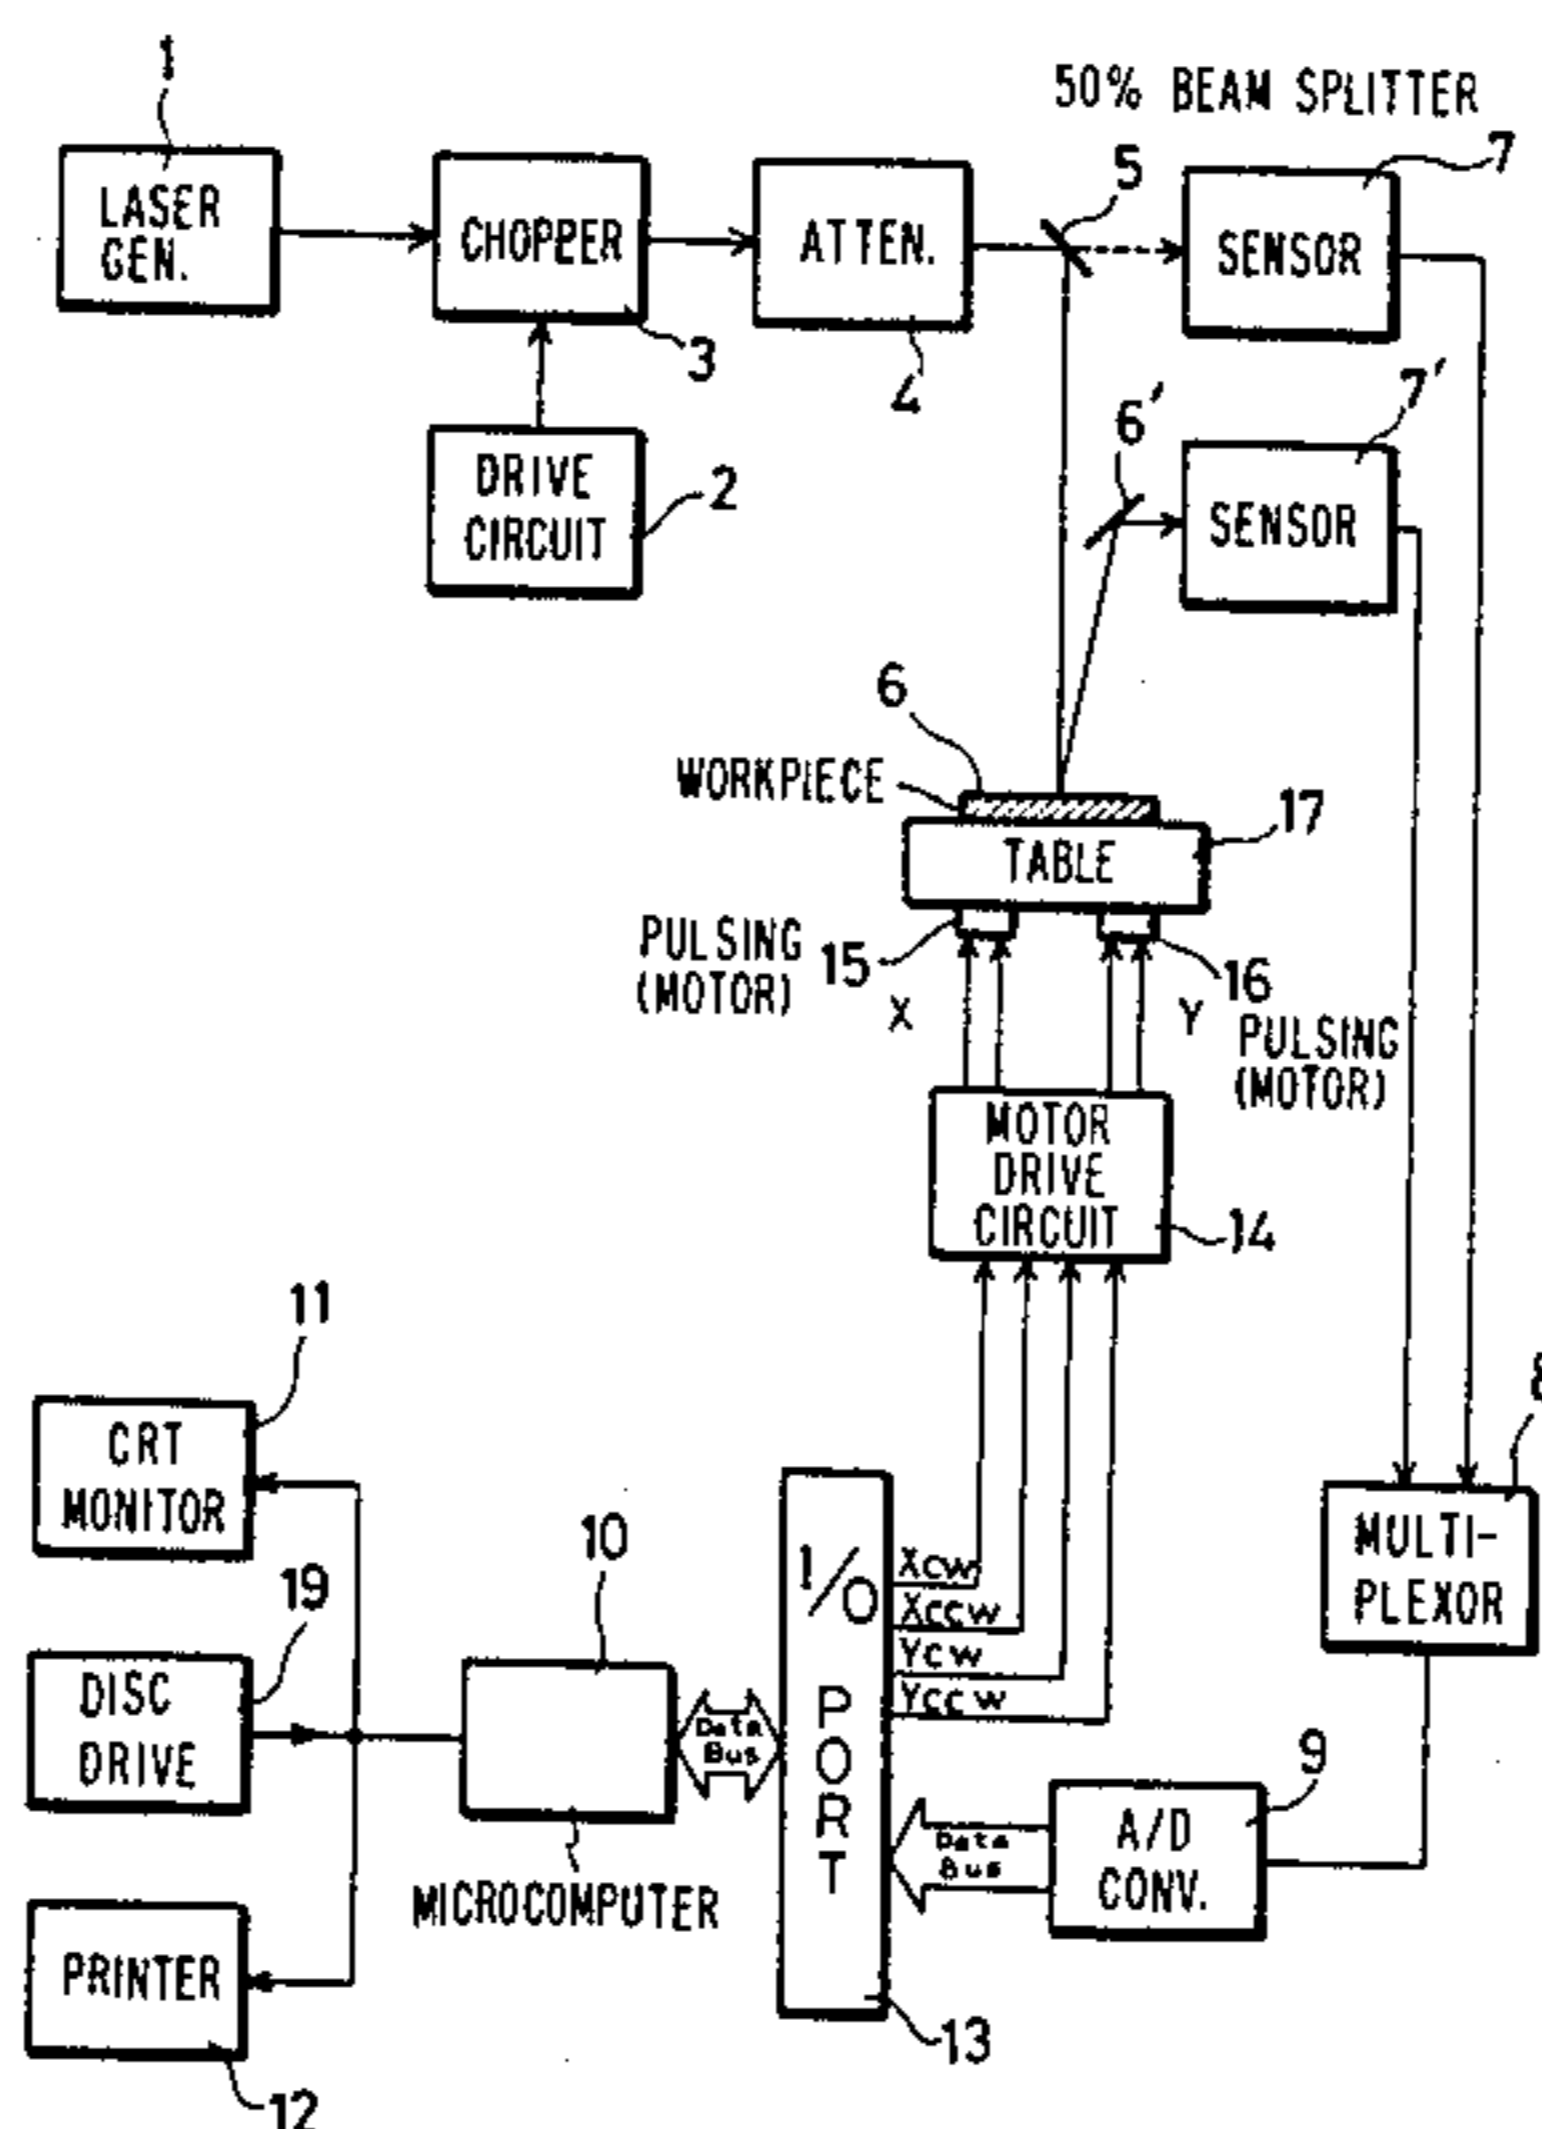 1
50% BEAM SPLITTER
LASER
GEN.
CHOPPER
ATTEN.
5
SENSOR
7
3
4
DRIVE
CIRCUIT
2
6'
7'
SENSOR
6
WORKPIECE
TABLE
17
PULSING
(MOTOR)
15
X
16
Y
PULSING
(MOTOR)
MOTOR
DRIVE
CIRCUIT
14
11
CRT
MONITOR
8
MULTI-
PLEXOR
19
DISC
DRIVE
10
Data
Bus
MICROCOMPUTER
I/O
PORT
Xcw
Xccw
Ycw
Yccw
Data
Bus
9
A/D
CONV.
PRINTER
12
13